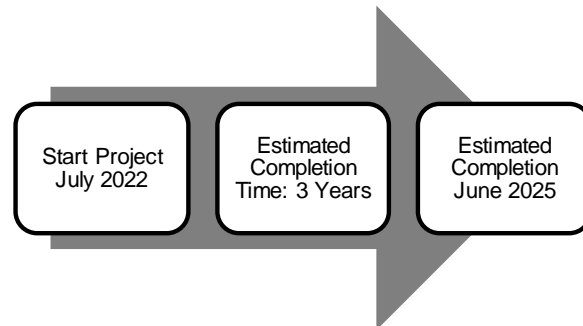 Start Project
July 2022
Estimated
Completion
Time: 3 Years
Estimated
Completion
June 2025